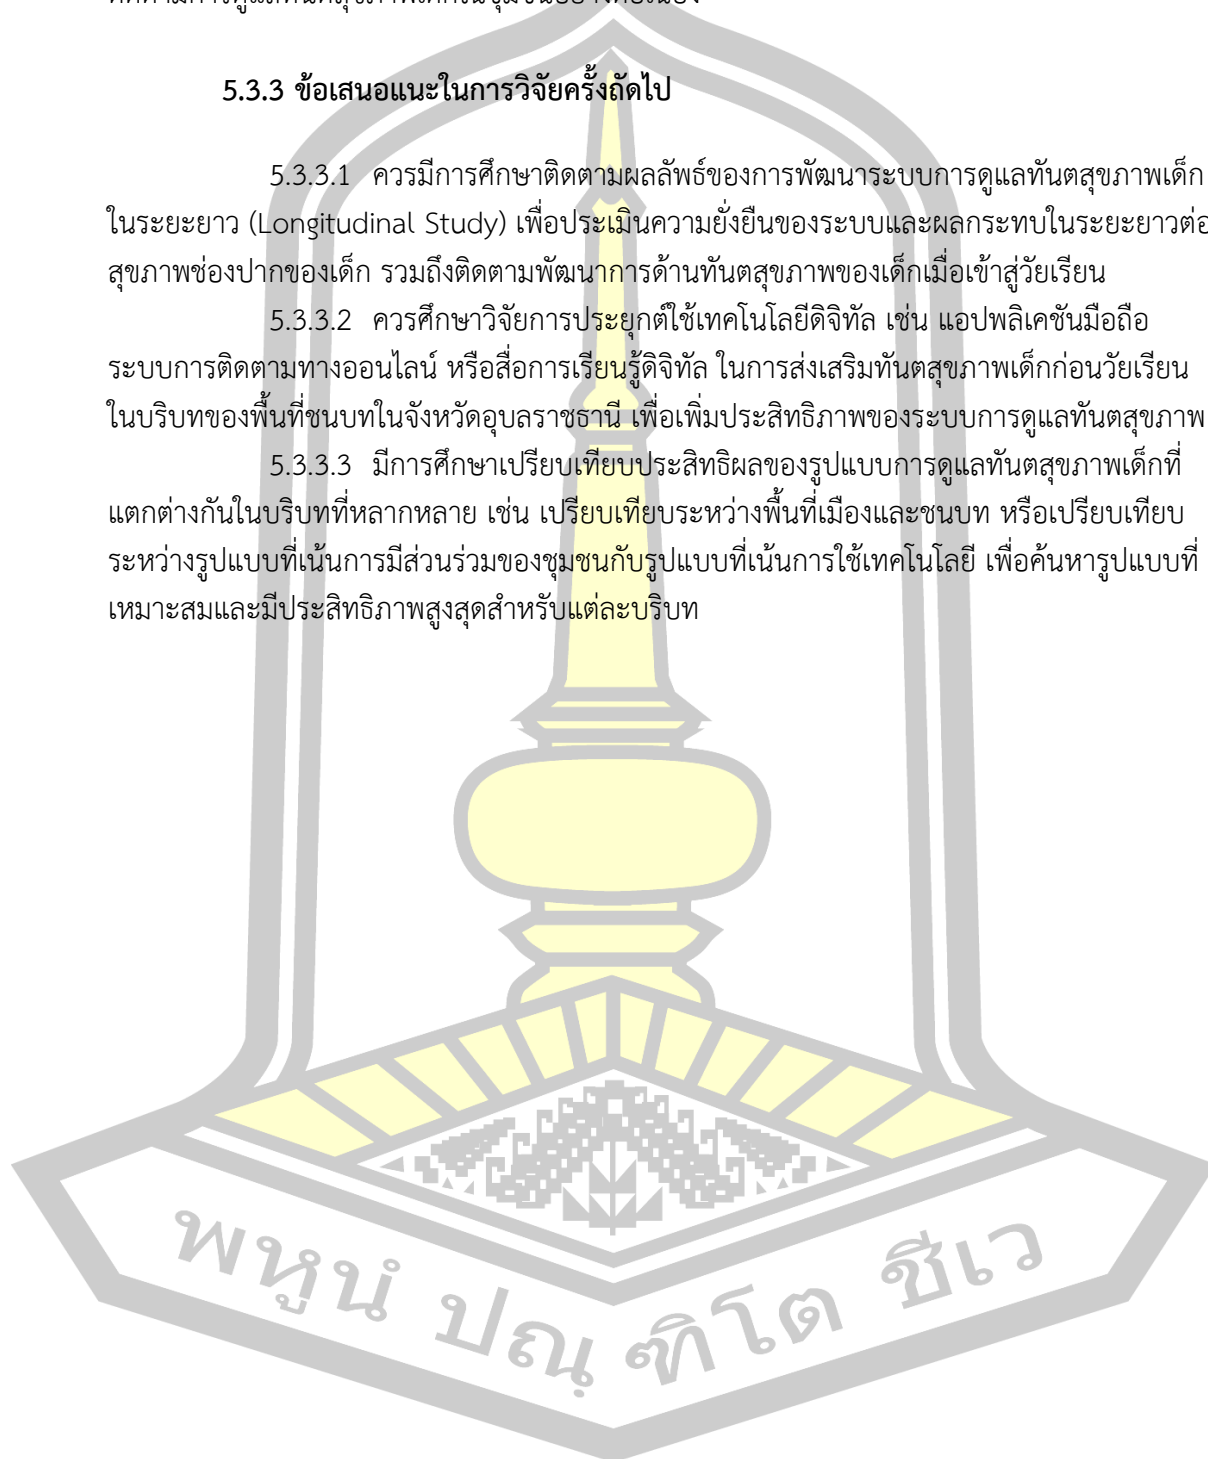 5.3.3 ข้อเสนอแนะในการวิจัยครั้งถัดไป
5.3.3.1 ควรมีการศึกษาติดตามผลลัพธ์ของการพัฒนาระบบการดูแลทันตสุขภาพเด็ก
ในระยะยาว (Longitudinal Study) เพื่อประเมินความยั่งยืนของระบบและผลกระทบในระยะยาวต่อ
สุขภาพช่องปากของเด็ก รวมถึงติดตามพัฒนาการด้านทันตสุขภาพของเด็กเมื่อเข้าสู่วัยเรียน
5.3.3.2 ควรศึกษาวิจัยการประยุกต์ใช้เทคโนโลยีดิจิทัล เช่น แอปพลิเคชันมือถือ
ระบบการติดตามทางออนไลน์ หรือสื่อการเรียนรู้ดิจิทัล ในการส่งเสริมทันตสุขภาพเด็กก่อนวัยเรียน
ในบริบทของพื้นที่ชนบทในจังหวัดอุบลราชธานี เพื่อเพิ่มประสิทธิภาพของระบบการดูแลทันตสุขภาพ
5.3.3.3 มีการศึกษาเปรียบเทียบประสิทธิผลของรูปแบบการดูแลทันตสุขภาพเด็กที่
แตกต่างกันในบริบทที่หลากหลาย เช่น เปรียบเทียบระหว่างพื้นที่เมืองและชนบท หรือเปรียบเทียบ
ระหว่างรูปแบบที่เน้นการมีส่วนร่วมของชุมชนกับรูปแบบที่เน้นการใช้เทคโนโลยี เพื่อค้นหารูปแบบที่
เหมาะสมและมีประสิทธิภาพสูงสุดสำหรับแต่ละบริบท
พหูนํ ปณฺฑิโต ชีเว